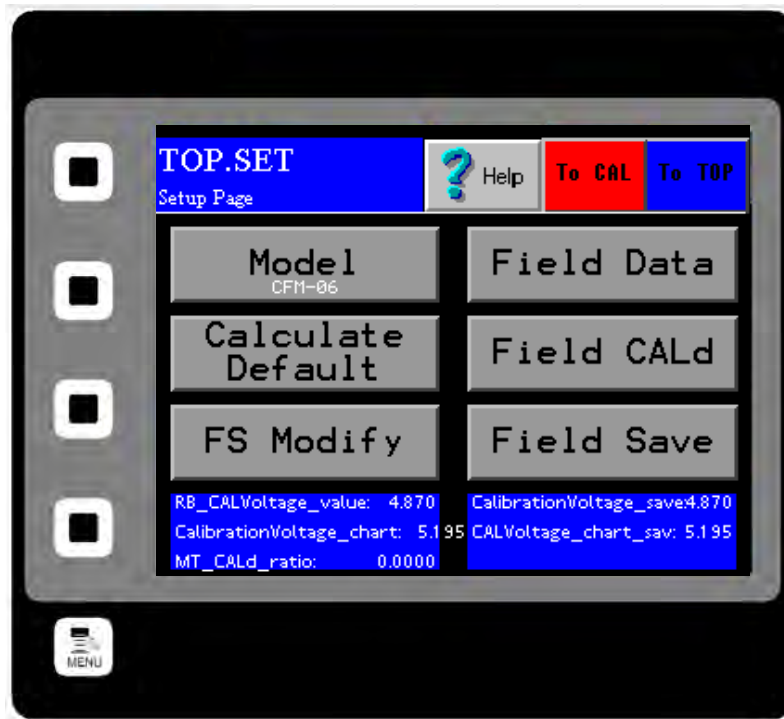 TOP.SET
Setup Page
Help
To CAL
To TOP
Model
CFM-06
Field Data
Calculate
Default
Field CALd
FS Modify
Field Save
RB_CALVoltage_value: 4.870
CalibrationVoltage_save:4.870
CalibrationVoltage_chart: 5.195
CALVoltage_chart_sav: 5.195
MT_CALd_ratio: 0.0000
MENU